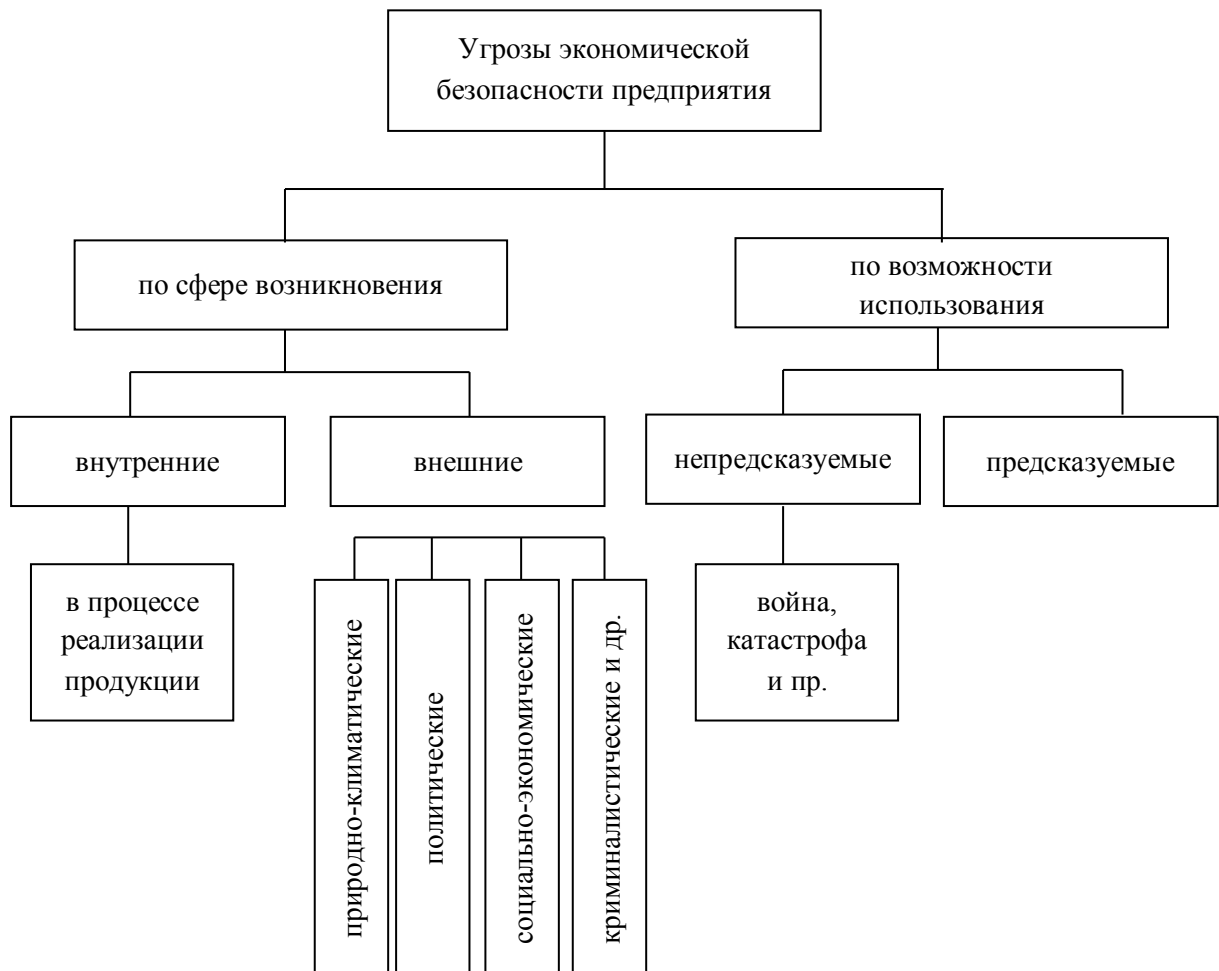 Угрозы экономической
безопасности предприятия
по сфере возникновения
по возможности
использования
внутренние
внешние
непредсказуемые
предсказуемые
в процессе
реализации
продукции
природно-климатические
политические
социально-экономические
криминалистические и др.
война,
катастрофа
и пр.